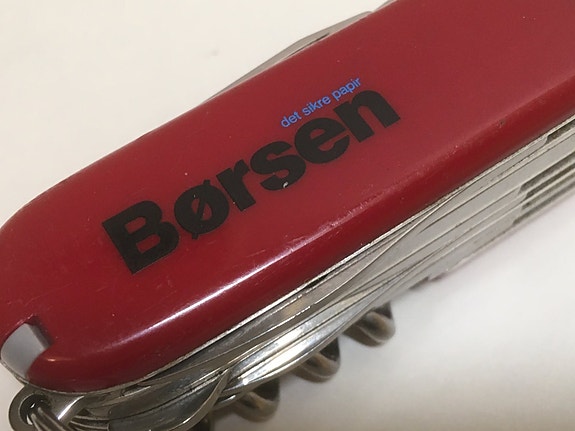 det sikre papir
Børsen